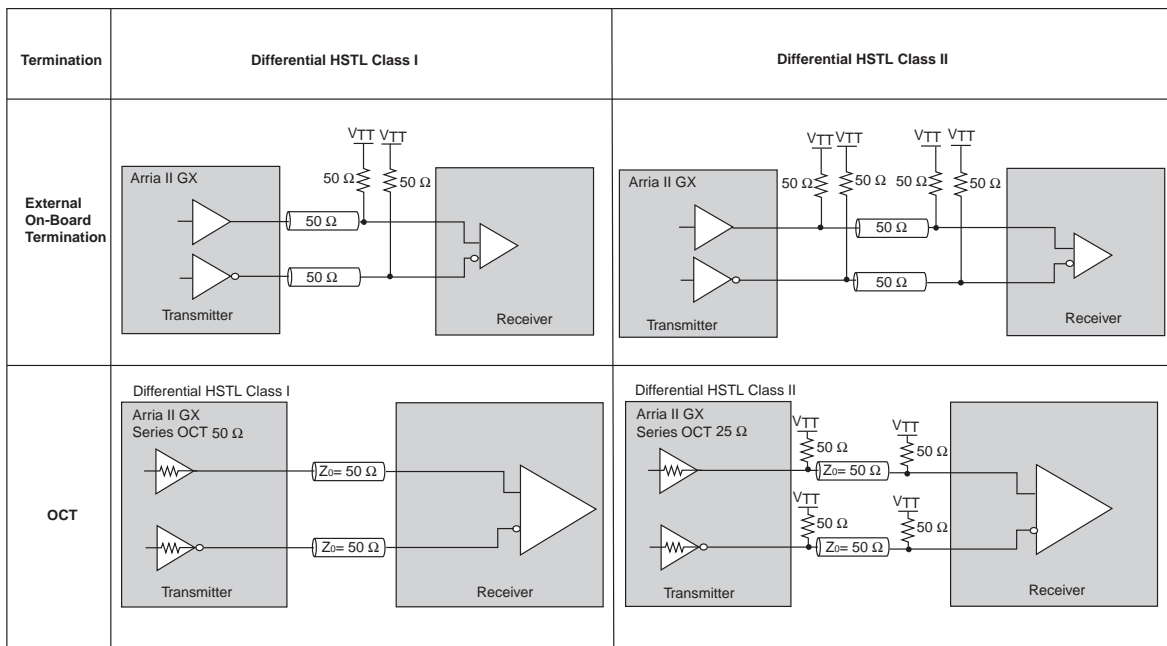 Termination
Differential HSTL Class I
Differential HSTL Class II
External
On-Board
Termination
VTT VTT
50 Ω 50 Ω
Arria II GX
50 Ω
50 Ω
Transmitter
Receiver
VTT VTT VTT VTT
50 Ω 50 Ω 50 Ω 50 Ω
Arria II GX
50 Ω
50 Ω
Transmitter
Receiver
OCT
Differential HSTL Class I
Arria II GX
Series OCT 50 Ω
Z0= 50 Ω
Z0= 50 Ω
Transmitter
Receiver
Differential HSTL Class II
Arria II GX
Series OCT 25 Ω
VTT VTT
50 Ω 50 Ω
Z0= 50 Ω
VTT VTT
50 Ω 50 Ω
Z0= 50 Ω
Transmitter
Receiver